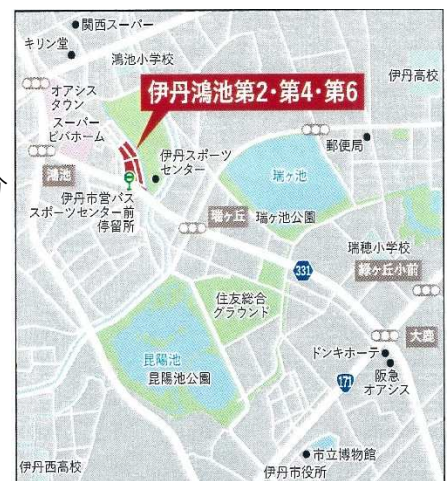 関西スーパー
キリン堂
鴻池小学校
伊丹高校
オアシス
タウン
伊丹鴻池第2・第4・第6
スーパー
ビバホーム
郵便局
伊丹スポーツ
センター
瑞ヶ池
鴻池
介
伊丹市営バス
スポーツセンター前
停留所
瑞ヶ丘
瑞ヶ池公園
瑞穂小学校
緑ヶ丘小前
331
住友総合
グラウンド
大鹿
昆陽池
昆陽池公園
ドンキホーテ
阪急
オアシス
171
市立博物館
伊丹市役所
伊丹西高校